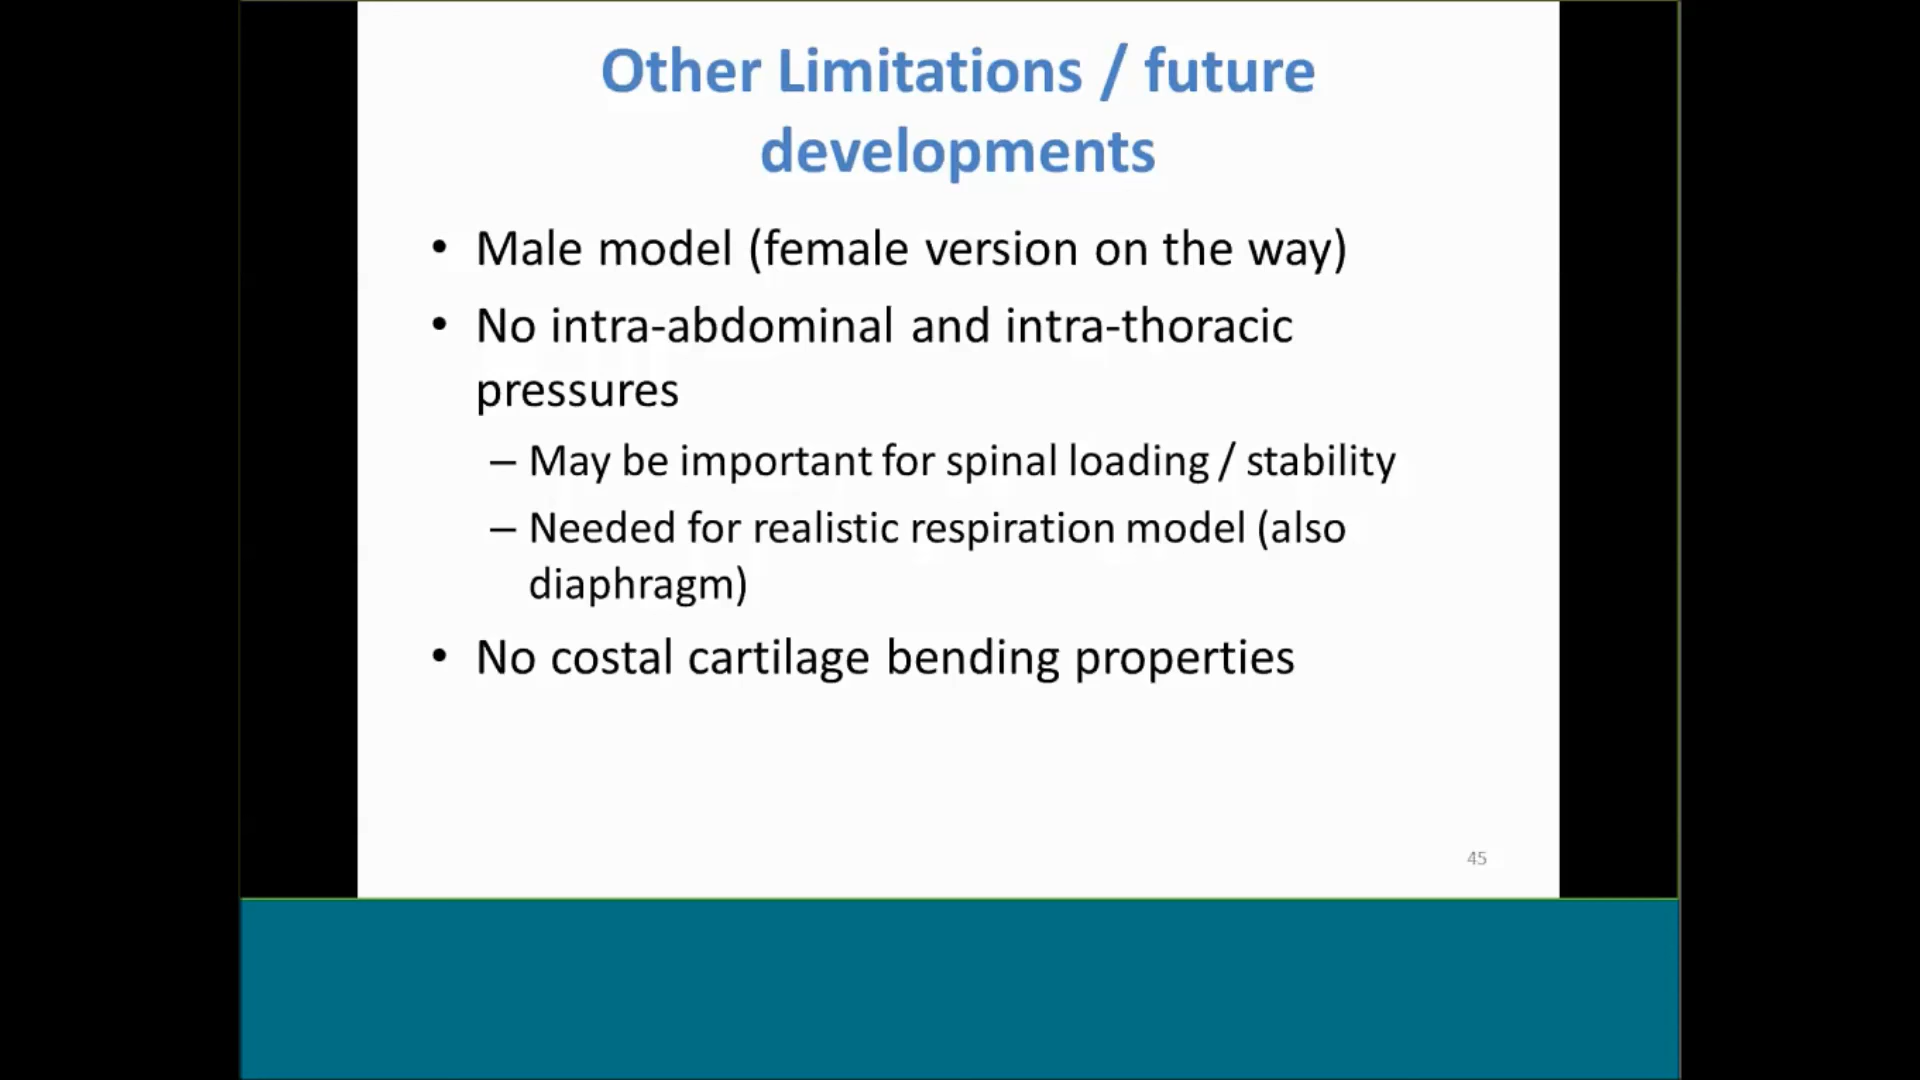 Other Limitations / future
developments
• Male model (female version on the way)
• No intra-abdominal and intra-thoracic
pressures
– May be important for spinal loading / stability
– Needed for realistic respiration model (also
diaphragm)
• No costal cartilage bending properties
45